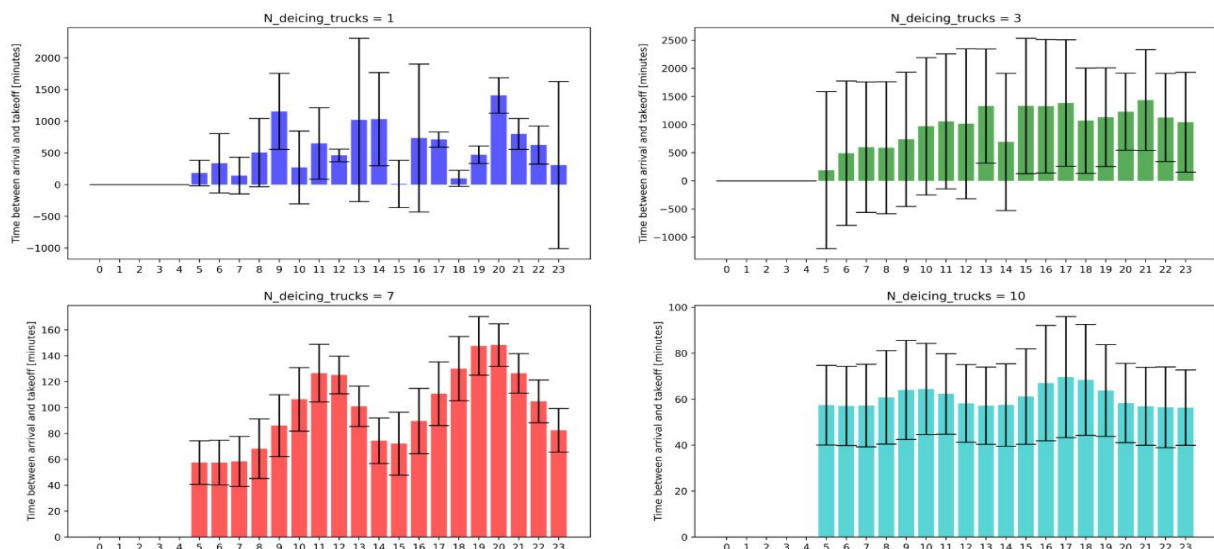 N_deicing_trucks = 1
Time between arrival and takeoff [minutes]
2000
1500
1000
500
0
−500
−1000
0 1 2 3 4 5 6 7 8 9 10 11 12 13 14 15 16 17 18 19 20 21 22 23
N_deicing_trucks = 3
Time between arrival and takeoff [minutes]
2500
2000
1500
1000
500
0
−500
−1000
0 1 2 3 4 5 6 7 8 9 10 11 12 13 14 15 16 17 18 19 20 21 22 23
N_deicing_trucks = 7
Time between arrival and takeoff [minutes]
160
140
120
100
80
60
40
20
0
0 1 2 3 4 5 6 7 8 9 10 11 12 13 14 15 16 17 18 19 20 21 22 23
N_deicing_trucks = 10
Time between arrival and takeoff [minutes]
100
80
60
40
20
0
0 1 2 3 4 5 6 7 8 9 10 11 12 13 14 15 16 17 18 19 20 21 22 23